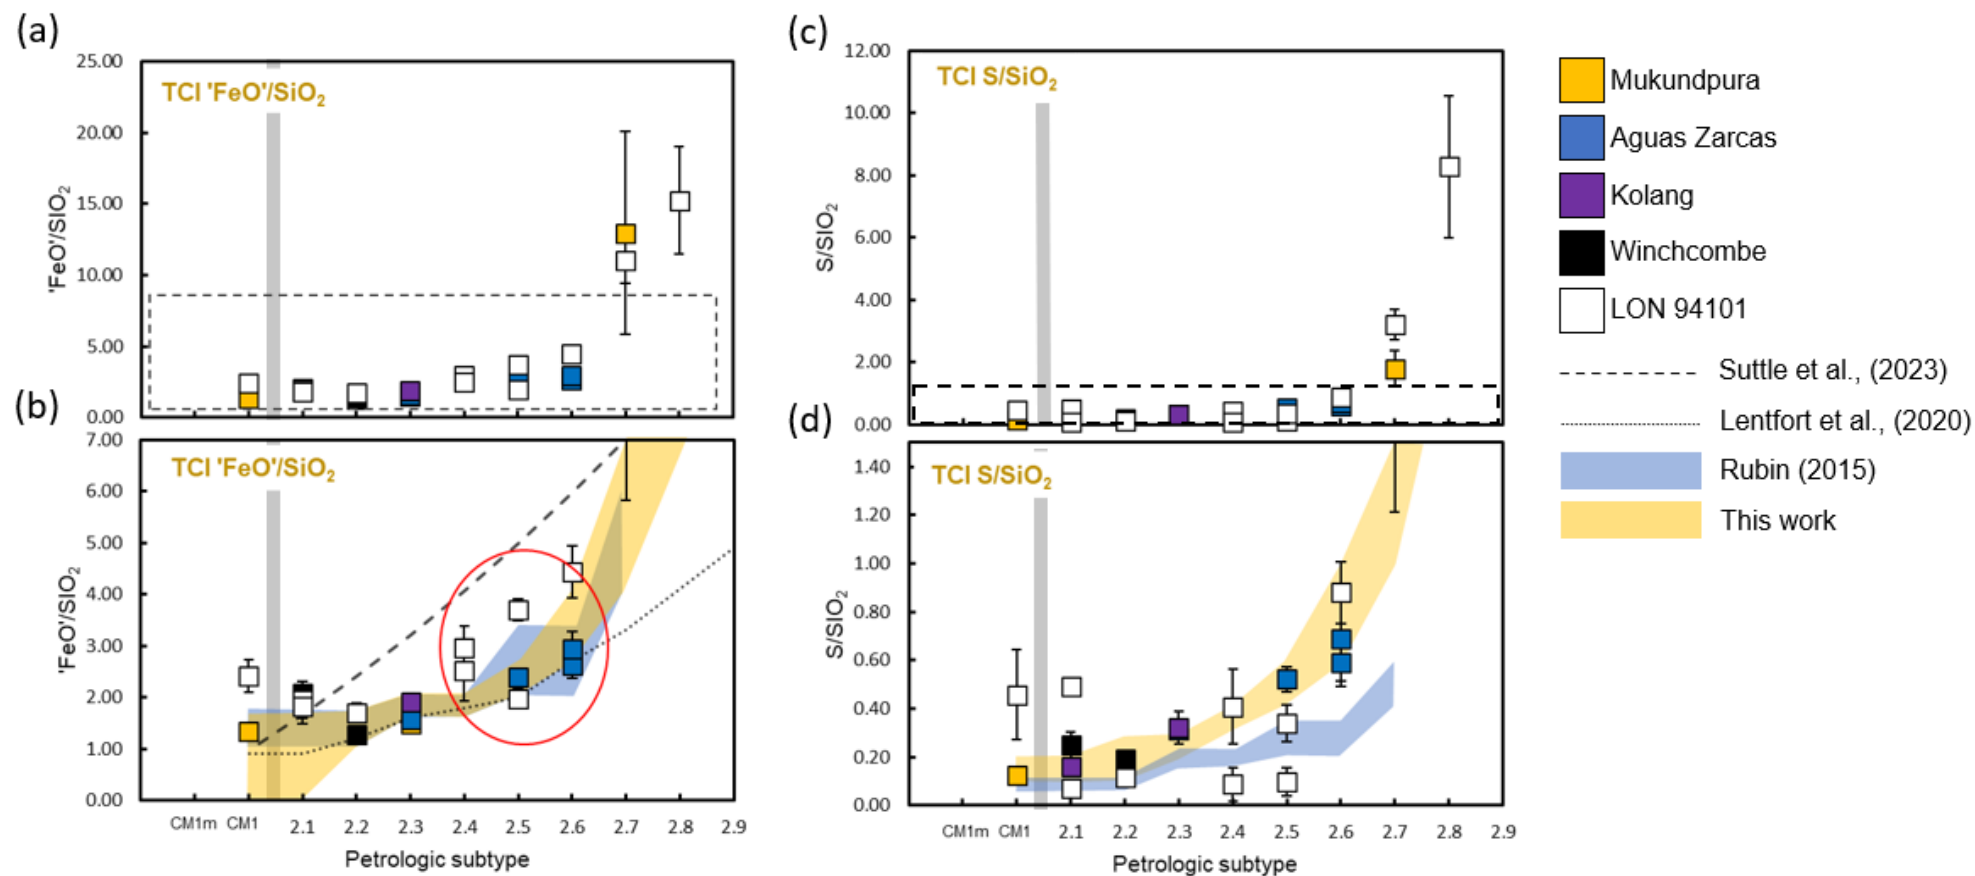 (a)
25.00
TCI 'FeO'/SiO2
20.00
15.00
10.00
5.00
0.00
'FeO'/SIO2
(b)
7.00
TCI 'FeO'/SiO2
6.00
5.00
4.00
3.00
2.00
1.00
0.00
'FeO'/SIO2
CM1m CM1 2.1 2.2 2.3 2.4 2.5 2.6 2.7 2.8 2.9
Petrologic subtype
(c)
12.00
TCI S/SiO2
10.00
8.00
6.00
4.00
2.00
0.00
S/SIO2
(d)
TCI S/SiO2
1.40
1.20
1.00
0.80
0.60
0.40
0.20
0.00
S/SIO2
CM1m CM1 2.1 2.2 2.3 2.4 2.5 2.6 2.7 2.8 2.9
Petrologic subtype
Mukundpura
Aguas Zarcas
Kolang
Winchcombe
LON 94101
Suttle et al., (2023)
Lentfort et al., (2020)
Rubin (2015)
This work